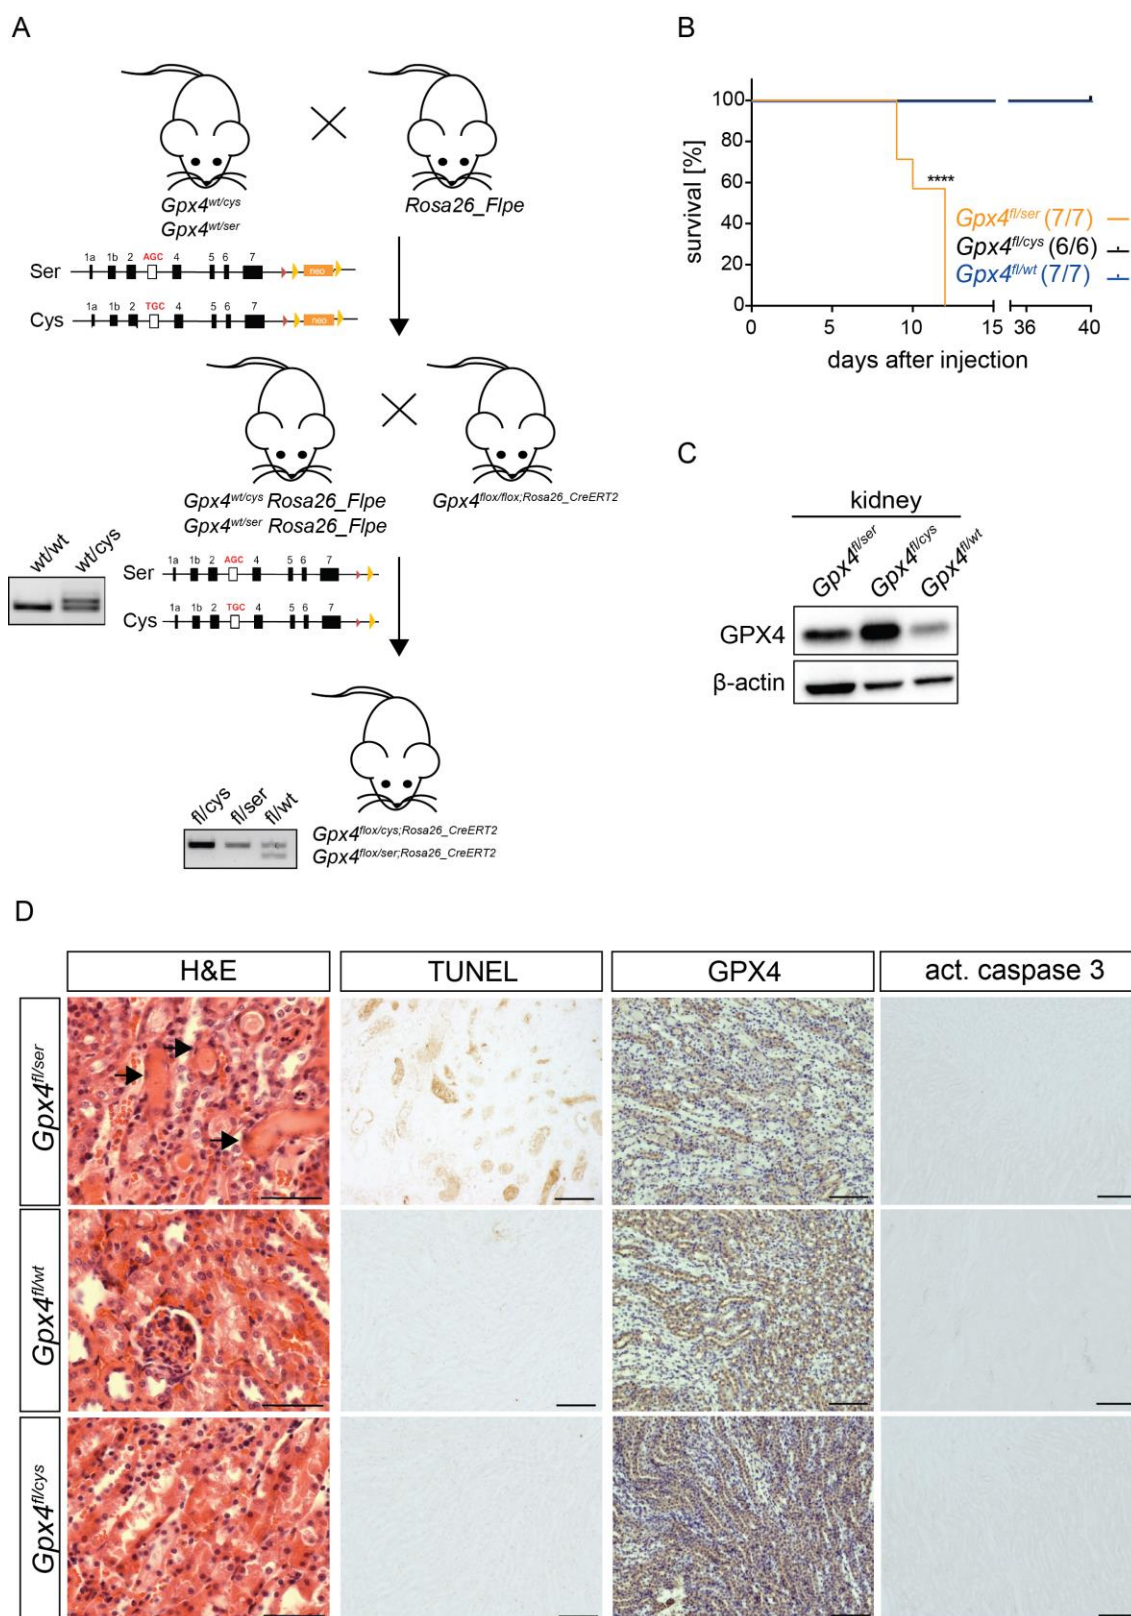 A
Gpx4wt/cys
Gpx4wt/ser
Rosa26_Flpe
1a 1b 2 AGC 4 5 6 7
Ser
neo
1a 1b 2 TGC 4 5 6 7
Cys
neo
Gpx4wt/cys Rosa26_Flpe
Gpx4wt/ser Rosa26_Flpe
Gpx4flox/flox;Rosa26_CreERT2
wt/wt wt/cys
1a 1b 2 AGC 4 5 6 7
Ser
1a 1b 2 TGC 4 5 6 7
Cys
fl/cys fl/ser fl/wt
Gpx4flox/cys;Rosa26_CreERT2
Gpx4flox/ser;Rosa26_CreERT2
B
survival [%]
100
80
60
40
20
0
0 5 10 15 36 40
days after injection
****
Gpx4fl/ser (7/7)
Gpx4fl/cys (6/6)
Gpx4fl/wt (7/7)
C
kidney
Gpx4fl/ser Gpx4fl/cys Gpx4fl/wt
GPX4
β-actin
D
H&E TUNEL GPX4 act. caspase 3
Gpx4fl/ser
Gpx4fl/wt
Gpx4fl/cys